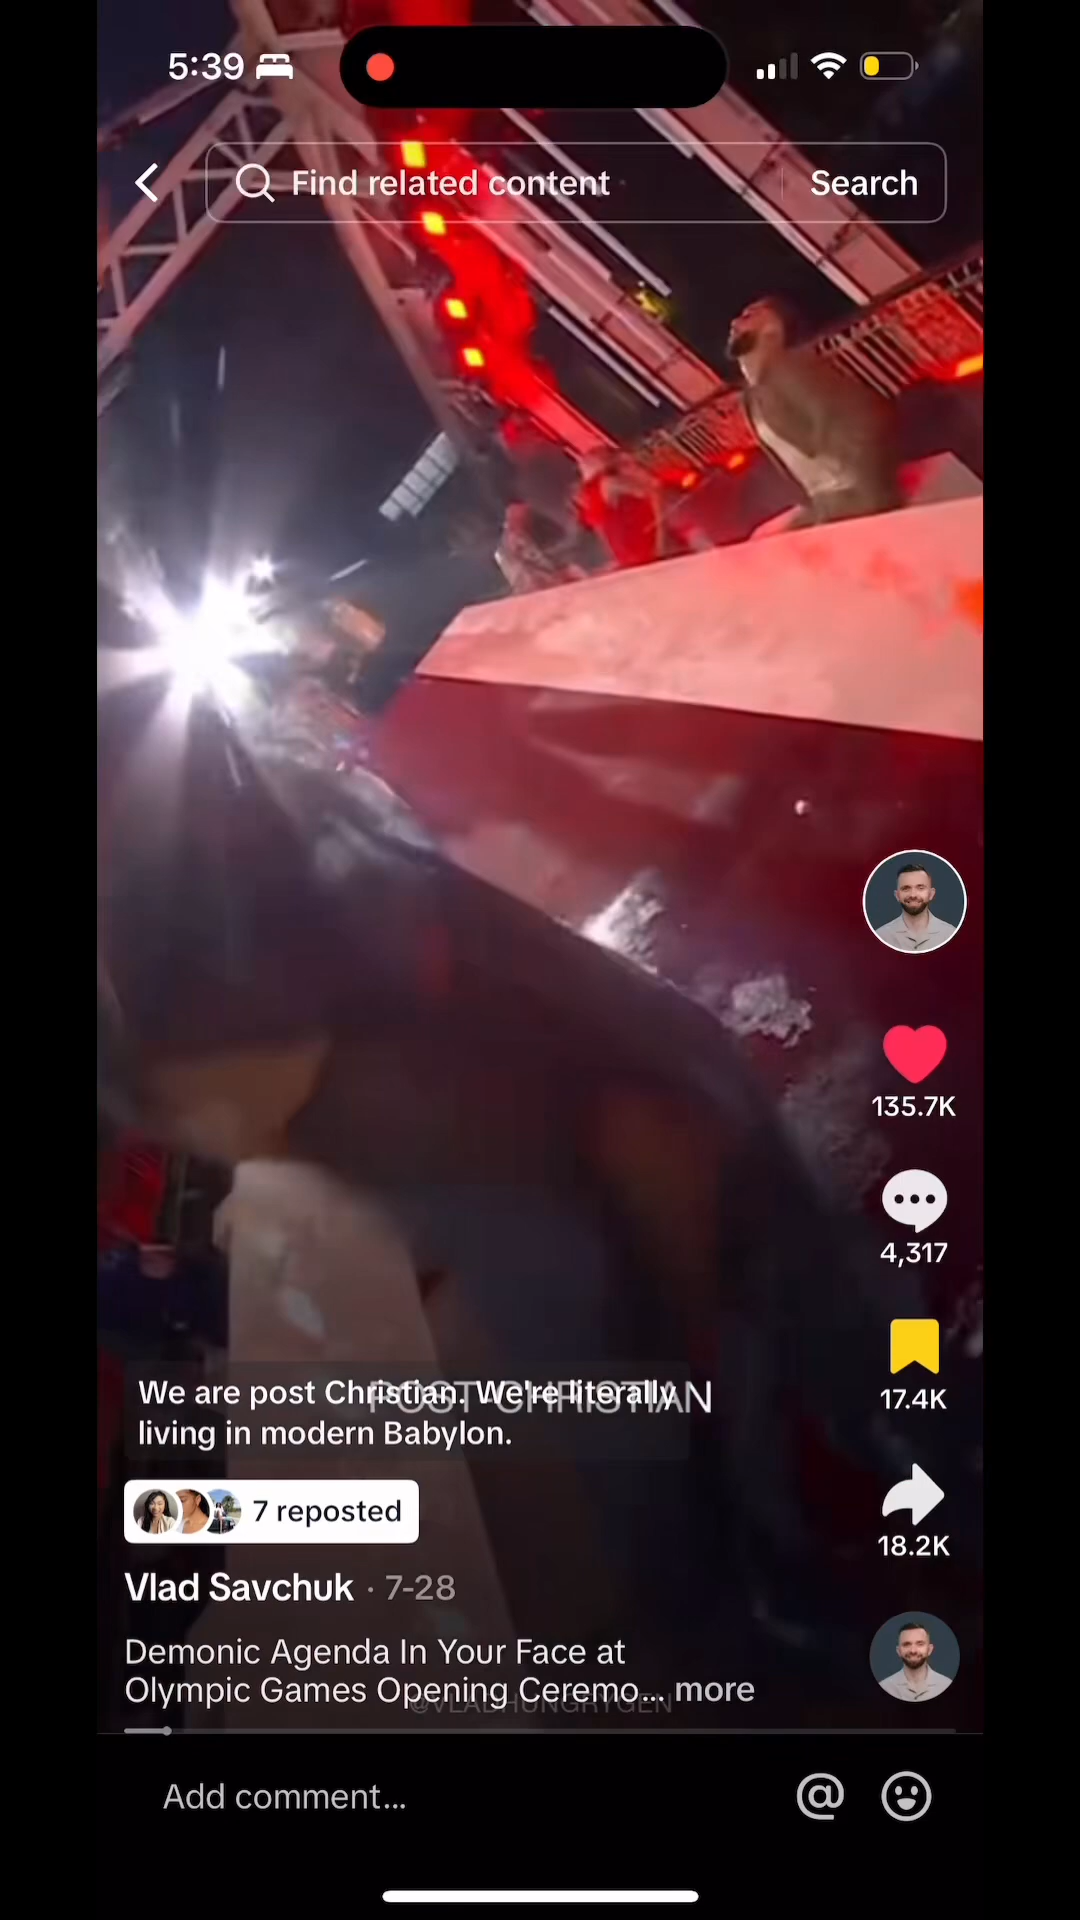 5:39
Find related content
Search
135.7K
4,317
17.4K
18.2K
POST-CHRISTIAN
We are post Christian. We're literally
living in modern Babylon.
7 reposted
Vlad Savchuk · 7-28
Demonic Agenda In Your Face at
Olympic Games Opening Ceremo... more
@VLADHUNGRYGEN
Add comment...